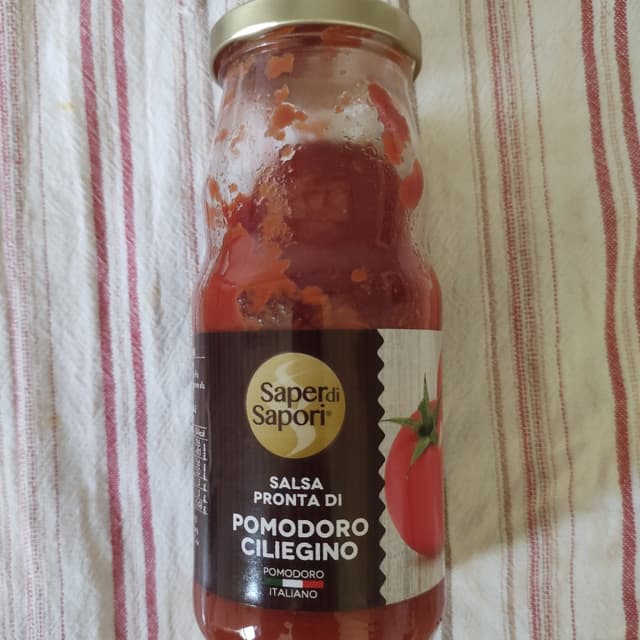 Saper di
Sapori®
SALSA
PRONTA DI
POMODORO
CILIEGINO
POMODORO
ITALIANO